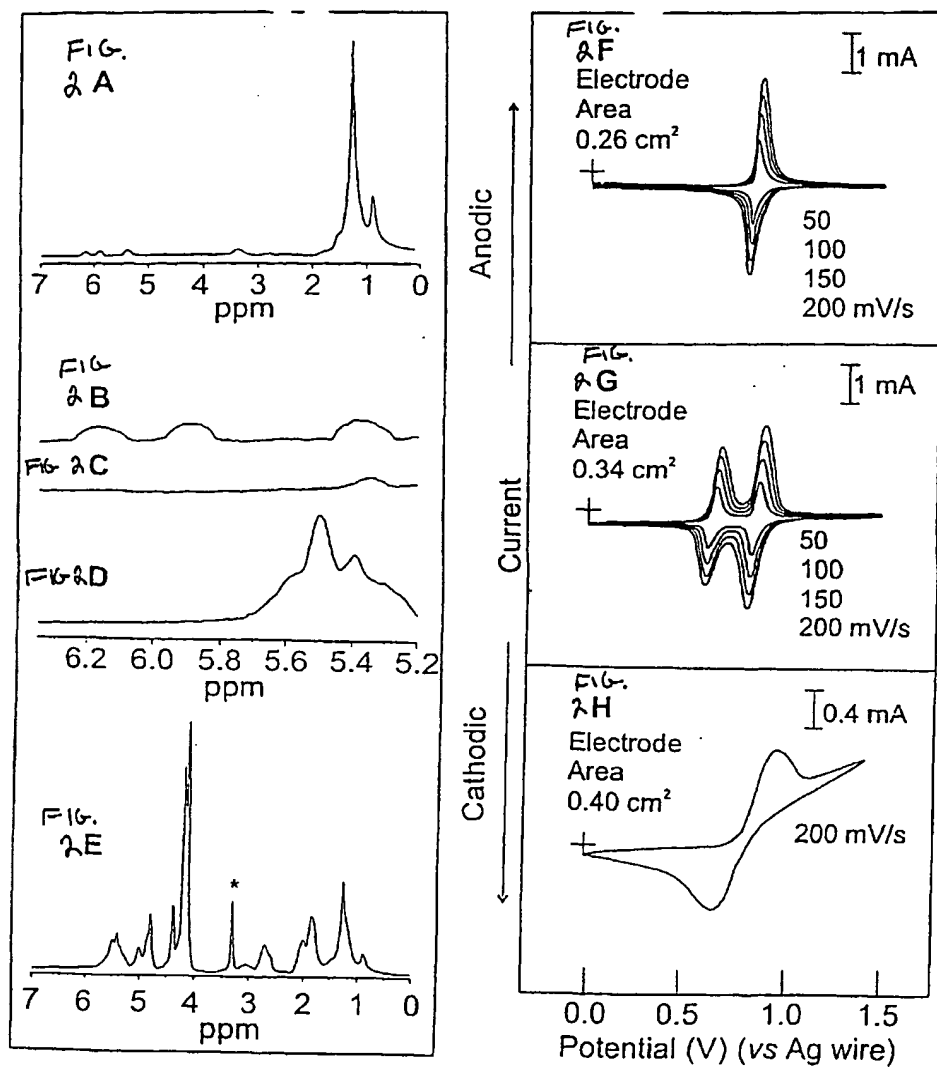 FIG.
2 A
7 6 5 4 3 2 1 0
ppm
FIG
2 B
FIG 2C
FIG 2D
6.2 6.0 5.8 5.6 5.4 5.2
ppm
FIG.
2E
*
7 6 5 4 3 2 1 0
ppm
Anodic
Current
Cathodic
FIG.
2F
Electrode
Area
0.26 cm²
1 mA
50
100
150
200 mV/s
FIG.
2G
Electrode
Area
0.34 cm²
1 mA
50
100
150
200 mV/s
FIG.
2H
Electrode
Area
0.40 cm²
0.4 mA
200 mV/s
0.0 0.5 1.0 1.5
Potential (V) (vs Ag wire)